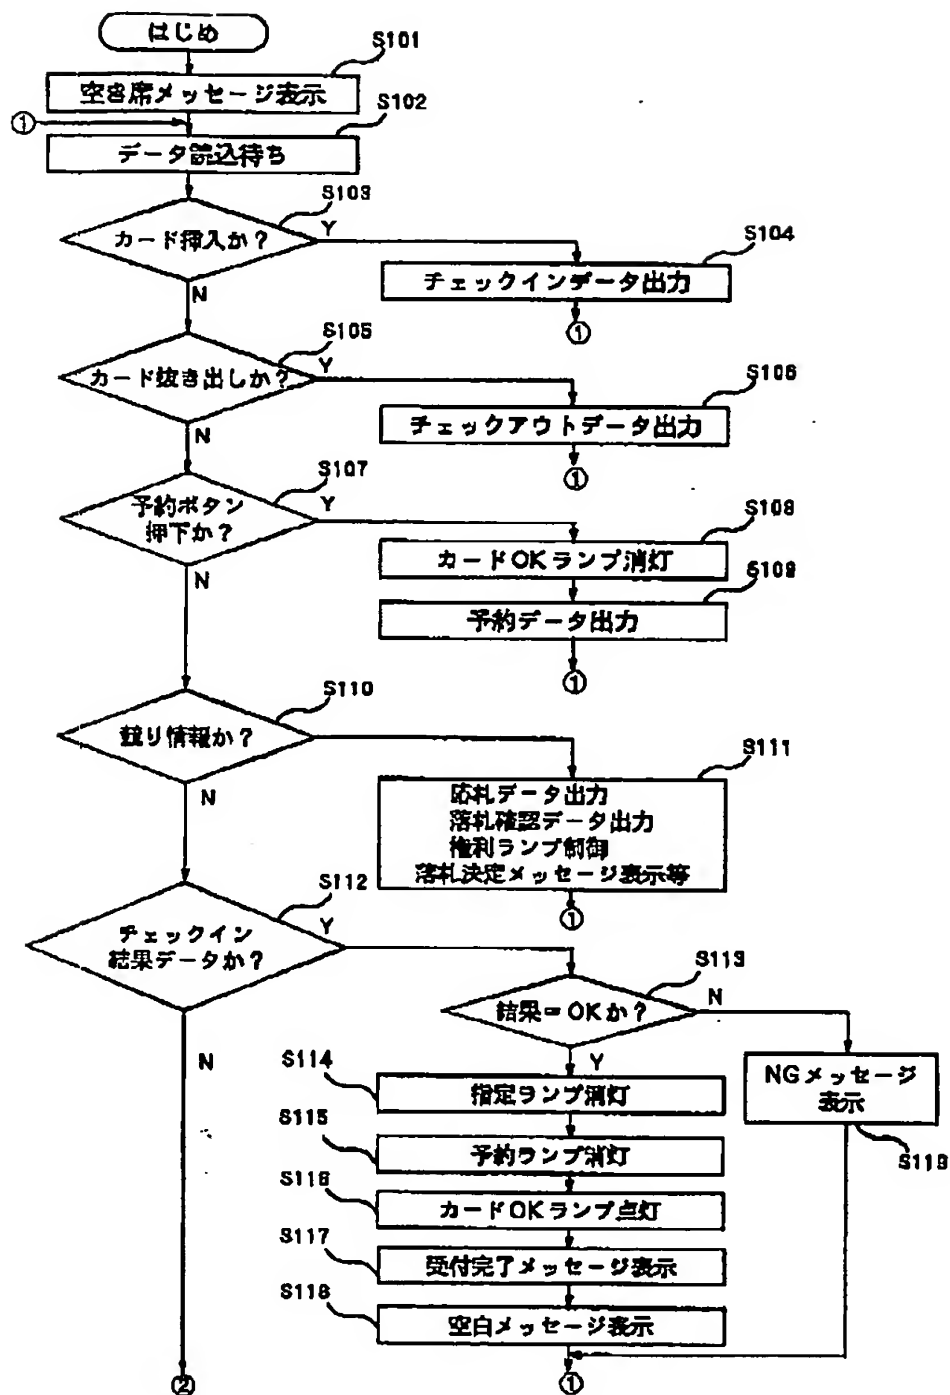 はじめ
S101
空き席メッセージ表示
①
S102
データ読込待ち
S103
カード挿入か?
Y
N
S104
チェックインデータ出力
①
S105
カード抜き出しか?
Y
N
S106
チェックアウトデータ出力
①
S107
予約ボタン
押下か?
Y
N
S108
カードOKランプ消灯
S109
予約データ出力
①
S110
競り情報か?
N
S111
応札データ出力
落札確認データ出力
権利ランプ制御
落札決定メッセージ表示等
①
S112
チェックイン
結果データか?
Y
N
S113
結果=OKか?
N
Y
S114
指定ランプ消灯
NGメッセージ
表示
S115
予約ランプ消灯
S119
S116
カードOKランプ点灯
S117
受付完了メッセージ表示
S118
空白メッセージ表示
②
①